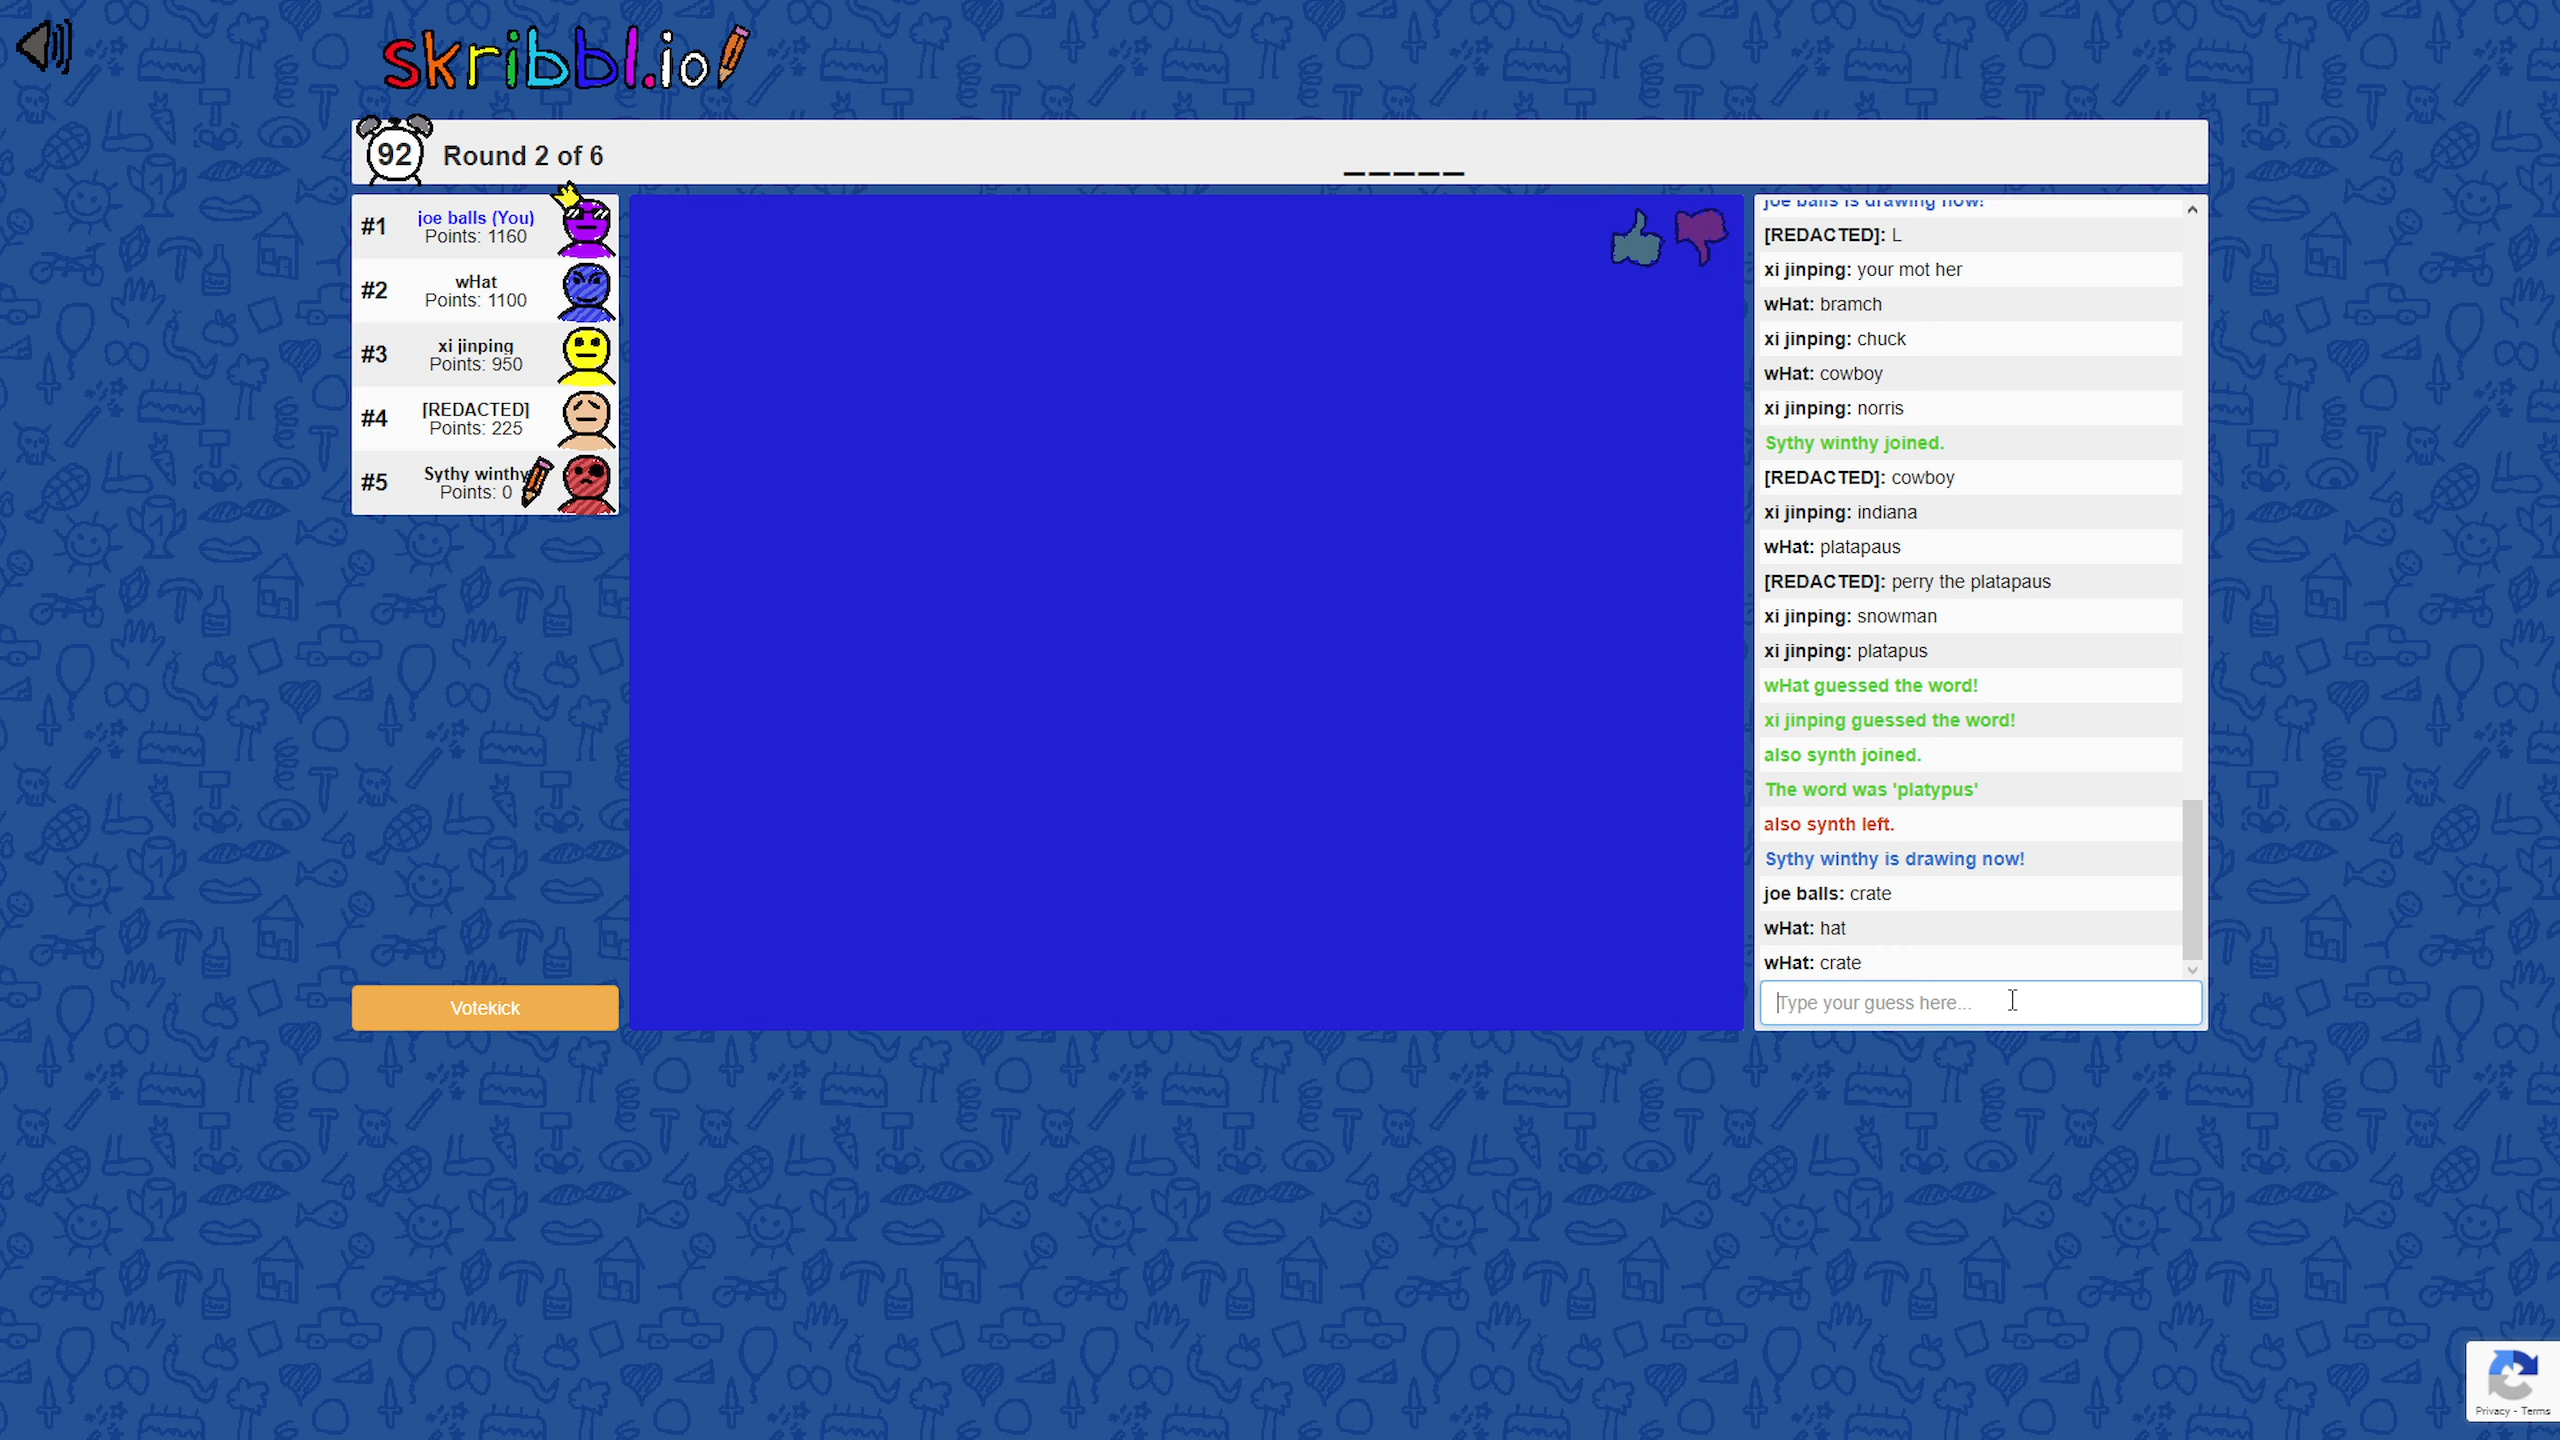 skribbl.io
92 Round 2 of 6
_ _ _ _ _
#1 joe balls (You)
Points: 1160
#2 wHat
Points: 1100
#3 xi jinping
Points: 950
#4 [REDACTED]
Points: 225
#5 Sythy winthy
Points: 0
Votekick
joe balls is drawing now!
[REDACTED]: L
xi jinping: your mot her
wHat: bramch
xi jinping: chuck
wHat: cowboy
xi jinping: norris
Sythy winthy joined.
[REDACTED]: cowboy
xi jinping: indiana
wHat: platapaus
[REDACTED]: perry the platapaus
xi jinping: snowman
xi jinping: platapus
wHat guessed the word!
xi jinping guessed the word!
also synth joined.
The word was 'platypus'
also synth left.
Sythy winthy is drawing now!
joe balls: crate
wHat: hat
wHat: crate
Type your guess here...
Privacy - Terms